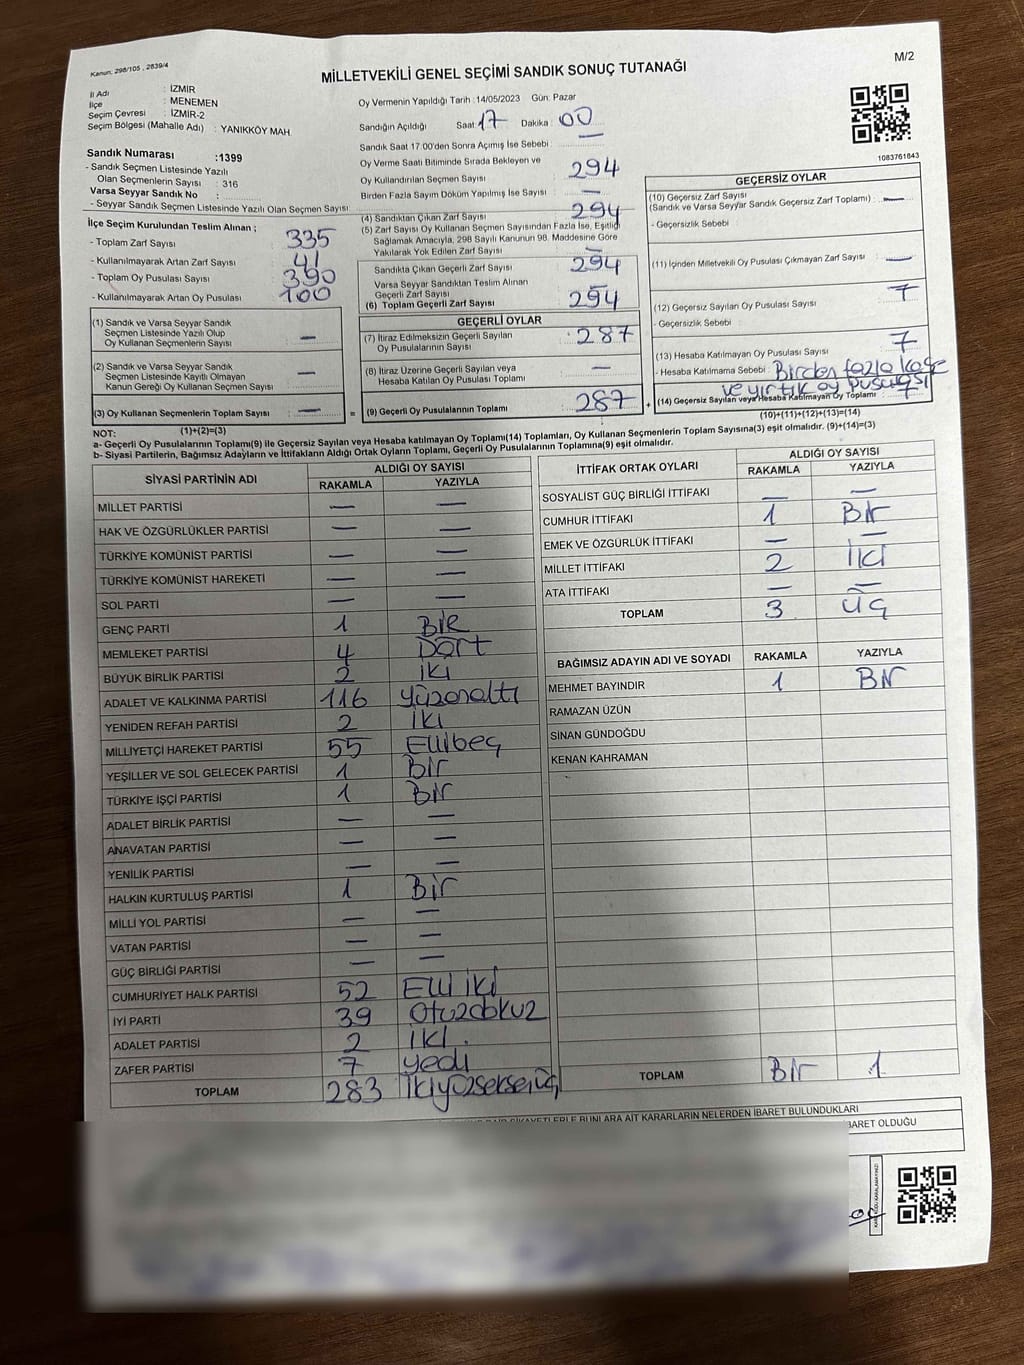 Kanun: 298/105 , 2839/4
MİLLETVEKİLİ GENEL SEÇİMİ SANDIK SONUÇ TUTANAĞI
M/2
İl Adı : İZMİR
İlçe : MENEMEN
Seçim Çevresi : İZMİR-2
Seçim Bölgesi (Mahalle Adı) : YANIKKÖY MAH.
Sandık Numarası :1399
- Sandık Seçmen Listesinde Yazılı
Olan Seçmenlerin Sayısı : 316
Varsa Seyyar Sandık No :
- Seyyar Sandık Seçmen Listesinde Yazılı Olan Seçmen Sayısı
İlçe Seçim Kurulundan Teslim Alınan ;
- Toplam Zarf Sayısı 335
- Kullanılmayarak Artan Zarf Sayısı 41
- Toplam Oy Pusulası Sayısı 390
- Kullanılmayarak Artan Oy Pusulası 100
(1) Sandık ve Varsa Seyyar Sandık
Seçmen Listesinde Yazılı Olup
Oy Kullanan Seçmenlerin Sayısı —
(2) Sandık ve Varsa Seyyar Sandık
Seçmen Listesinde Kayıtlı Olmayan
Kanun Gereği Oy Kullanan Seçmen Sayısı —
(3) Oy Kullanan Seçmenlerin Toplam Sayısı —
(1)+(2)=(3)
Oy Vermenin Yapıldığı Tarih : 14/05/2023 Gün: Pazar
Sandığın Açıldığı Saat 17 Dakika 00
Sandık Saat 17:00'den Sonra Açılmış İse Sebebi : —
Oy Verme Saati Bitiminde Sırada Bekleyen ve
Oy Kullandırılan Seçmen Sayısı 294
Birden Fazla Sayım Döküm Yapılmış İse Sayısı —
(4) Sandıktan Çıkan Zarf Sayısı 294
(5) Zarf Sayısı Oy Kullanan Seçmen Sayısından Fazla İse, Eşitliği
Sağlamak Amacıyla, 298 Sayılı Kanunun 98. Maddesine Göre
Yakılarak Yok Edilen Zarf Sayısı —
Sandıkta Çıkan Geçerli Zarf Sayısı 294
Varsa Seyyar Sandıktan Teslim Alınan
Geçerli Zarf Sayısı
(6) Toplam Geçerli Zarf Sayısı 294
GEÇERLİ OYLAR
(7) İtiraz Edilmeksizin Geçerli Sayılan
Oy Pusulalarının Sayısı : 287
(8) İtiraz Üzerine Geçerli Sayılan veya
Hesaba Katılan Oy Pusulaları Toplamı —
= (9) Geçerli Oy Pusulalarının Toplamı 287 +
1083761643
GEÇERSİZ OYLAR
(10) Geçersiz Zarf Sayısı
(Sandık ve Varsa Seyyar Sandık Geçersiz Zarf Toplamı) : —
- Geçersizlik Sebebi :
(11) İçinden Milletvekili Oy Pusulası Çıkmayan Zarf Sayısı : —
(12) Geçersiz Sayılan Oy Pusulası Sayısı : 7
- Geçersizlik Sebebi :
(13) Hesaba Katılmayan Oy Pusulası Sayısı : 7
- Hesaba Katılmama Sebebi : Birden fazla kaşe
ve yırtık oy pusulası
(14) Geçersiz Sayılan veya Hesaba Katılmayan Oy Toplamı : 7
(10)+(11)+(12)+(13)=(14)
NOT:
a- Geçerli Oy Pusulalarının Toplamı(9) ile Geçersiz Sayılan veya Hesaba katılmayan Oy Toplamı(14) Toplamları, Oy Kullanan Seçmenlerin Toplam Sayısına(3) eşit olmalıdır. (9)+(14)=(3)
b- Siyasi Partilerin, Bağımsız Adayların ve İttifakların Aldığı Ortak Oyların Toplamı, Geçerli Oy Pusulalarının Toplamına(9) eşit olmalıdır.
SİYASİ PARTİNİN ADI ALDIĞI OY SAYISI
RAKAMLA YAZIYLA
MİLLET PARTİSİ — —
HAK VE ÖZGÜRLÜKLER PARTİSİ — —
TÜRKİYE KOMÜNİST PARTİSİ — —
TÜRKİYE KOMÜNİST HAREKETİ — —
SOL PARTİ — —
GENÇ PARTİ 1 BİR
MEMLEKET PARTİSİ 4 Dört
BÜYÜK BİRLİK PARTİSİ 2 iki
ADALET VE KALKINMA PARTİSİ 116 yüzonaltı
YENİDEN REFAH PARTİSİ 2 iki
MİLLİYETÇİ HAREKET PARTİSİ 55 Ellibeş
YEŞİLLER VE SOL GELECEK PARTİSİ 1 Bir
TÜRKİYE İŞÇİ PARTİSİ 1 Bir
ADALET BİRLİK PARTİSİ — —
ANAVATAN PARTİSİ — —
YENİLİK PARTİSİ — —
HALKIN KURTULUŞ PARTİSİ 1 Bir
MİLLİ YOL PARTİSİ — —
VATAN PARTİSİ — —
GÜÇ BİRLİĞİ PARTİSİ — —
CUMHURİYET HALK PARTİSİ 52 Elli iki
İYİ PARTİ 39 Otuzdokuz
ADALET PARTİSİ 2 iki.
ZAFER PARTİSİ 7 yedi
TOPLAM 283 ikiyüzseksenüç
İTTİFAK ORTAK OYLARI ALDIĞI OY SAYISI
RAKAMLA YAZIYLA
SOSYALİST GÜÇ BİRLİĞİ İTTİFAKI — —
CUMHUR İTTİFAKI 1 Bir
EMEK VE ÖZGÜRLÜK İTTİFAKI — —
MİLLET İTTİFAKI 2 İki
ATA İTTİFAKI — —
TOPLAM 3 üç
BAĞIMSIZ ADAYIN ADI VE SOYADI RAKAMLA YAZIYLA
MEHMET BAYINDIR 1 Bir
RAMAZAN ÜZÜN
SİNAN GÜNDOĞDU
KENAN KAHRAMAN
TOPLAM Bir 1
ŞİKAYETLERLE BUNLARA AİT KARARLARIN NELERDEN İBARET BULUNDUKLARI
İBARET OLDUĞU